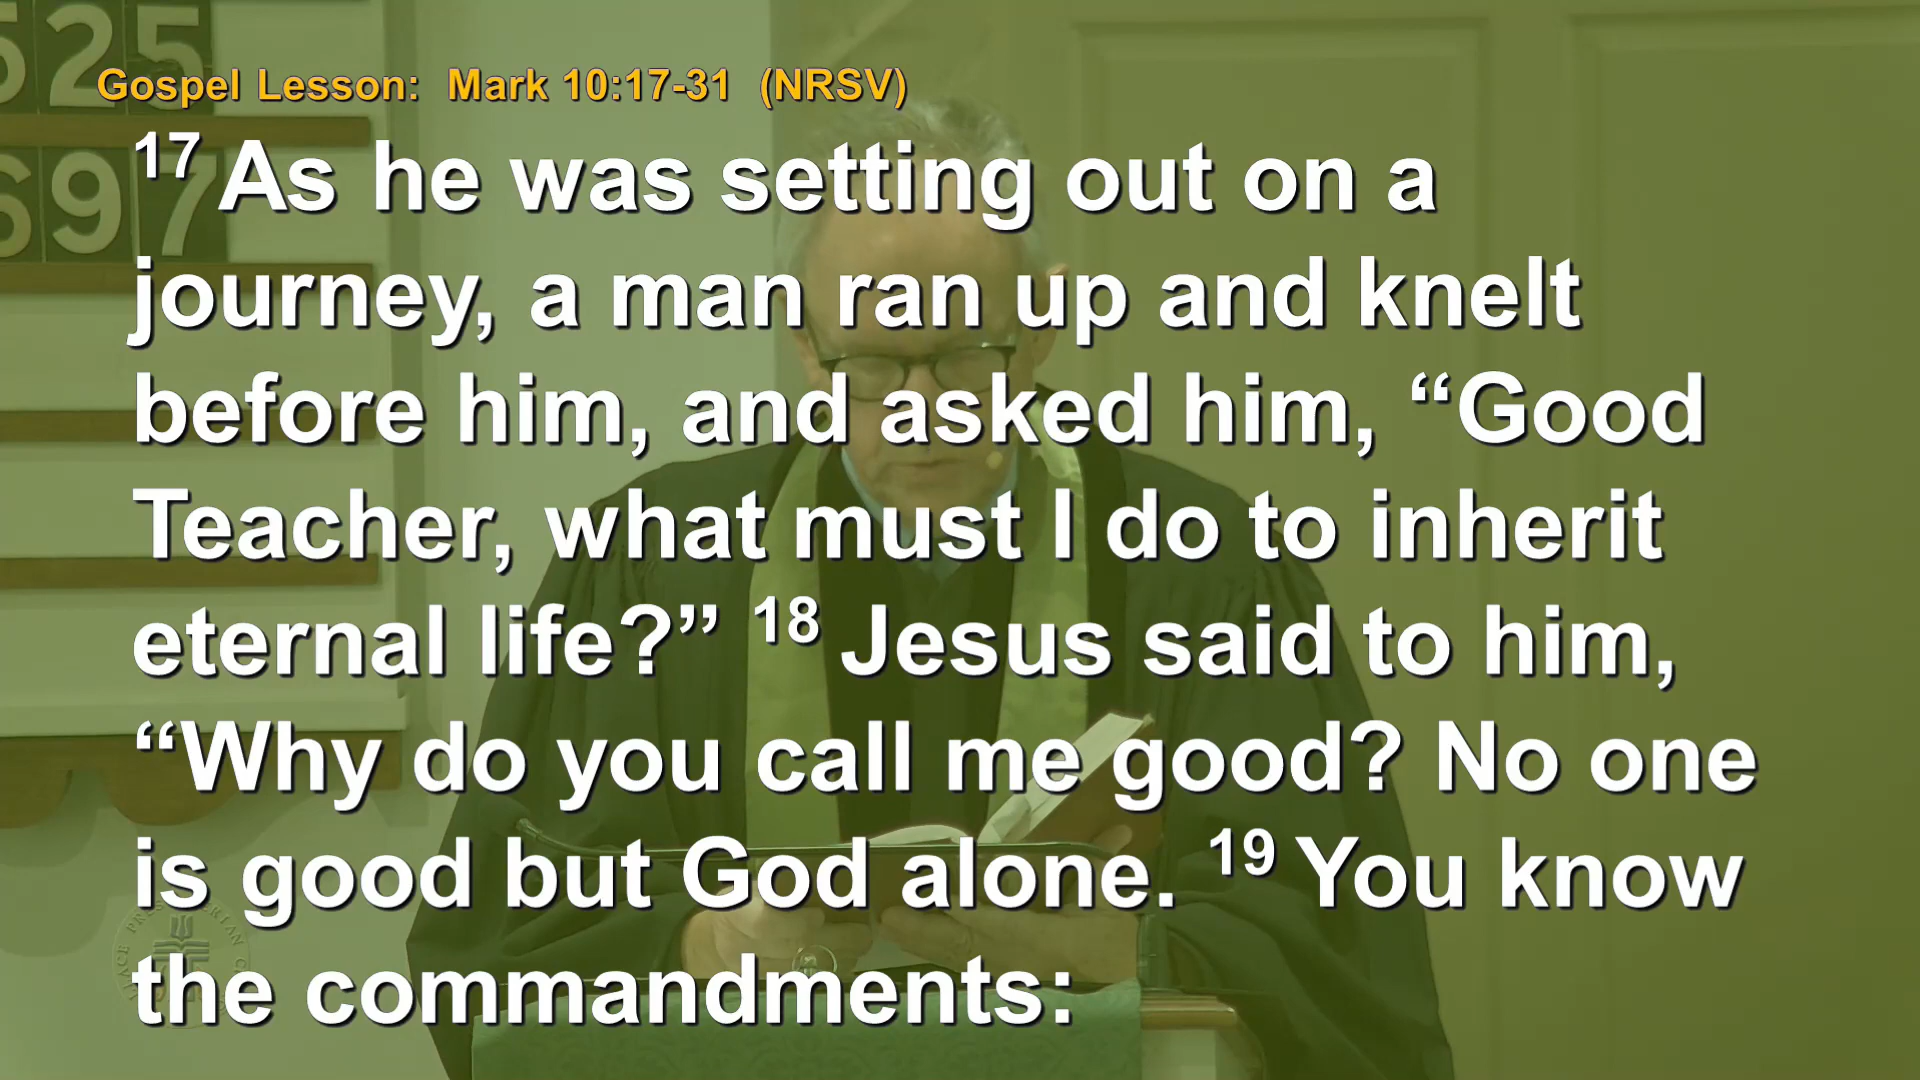 525
697
Gospel Lesson: Mark 10:17-31 (NRSV)
17 As he was setting out on a
journey, a man ran up and knelt
before him, and asked him, “Good
Teacher, what must I do to inherit
eternal life?” 18 Jesus said to him,
“Why do you call me good? No one
is good but God alone. 19 You know
the commandments: